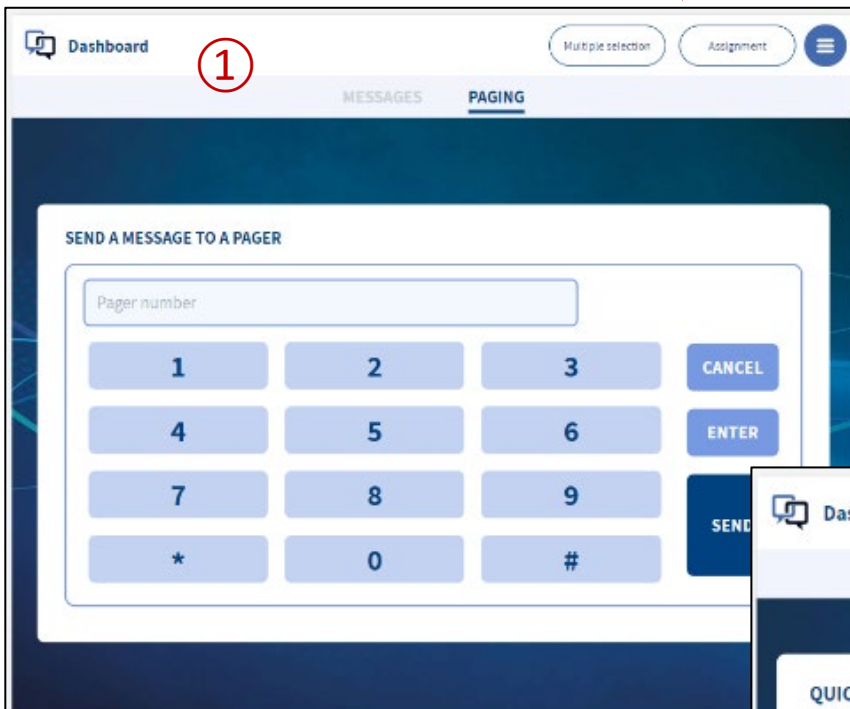 Dashboard
①
Multiple selection
Assignment
MESSAGES PAGING
SEND A MESSAGE TO A PAGER
Pager number
1 2 3 CANCEL
4 5 6 ENTER
7 8 9
SEND
* 0 #
Das
QUIC